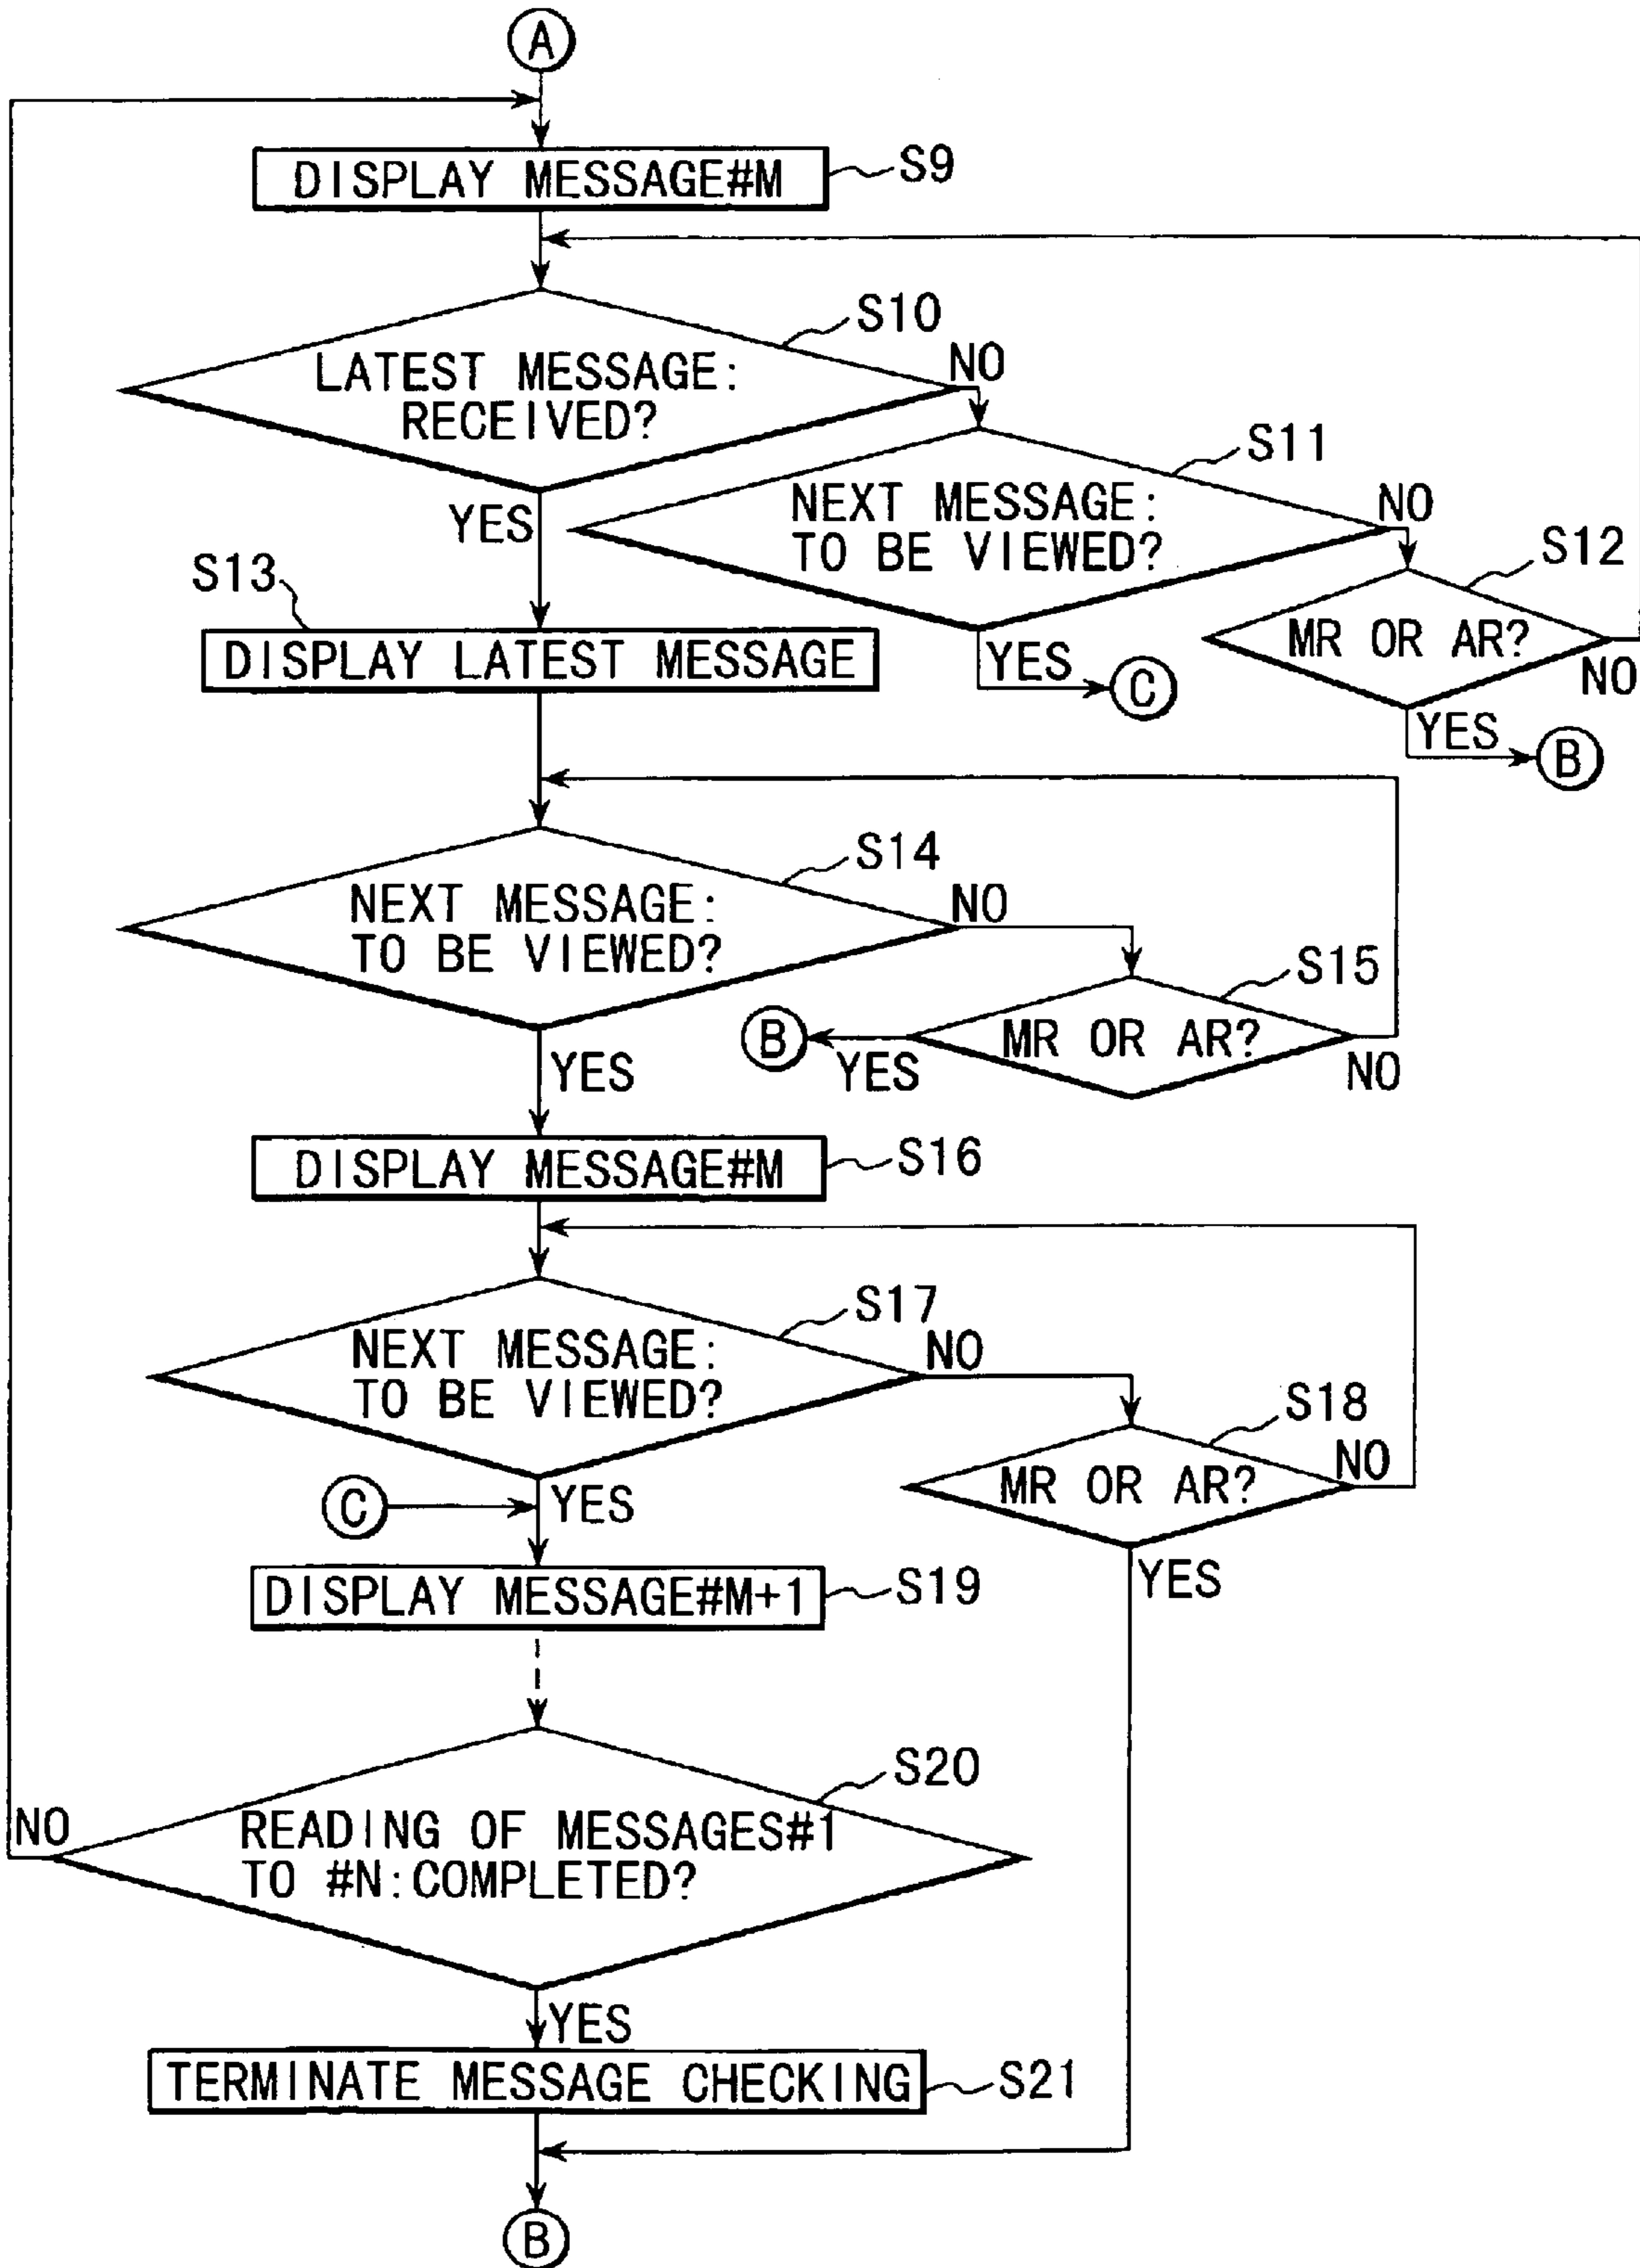 A
DISPLAY MESSAGE#M
S9
S10
LATEST MESSAGE:
RECEIVED?
NO
YES
S11
NEXT MESSAGE:
TO BE VIEWED?
NO
YES
C
S12
MR OR AR?
NO
YES
B
S13
DISPLAY LATEST MESSAGE
S14
NEXT MESSAGE:
TO BE VIEWED?
NO
YES
S15
MR OR AR?
NO
YES
B
DISPLAY MESSAGE#M
S16
S17
NEXT MESSAGE:
TO BE VIEWED?
NO
YES
S18
MR OR AR?
NO
YES
C
DISPLAY MESSAGE#M+1
S19
S20
READING OF MESSAGES#1
TO #N:COMPLETED?
NO
YES
TERMINATE MESSAGE CHECKING
S21
B